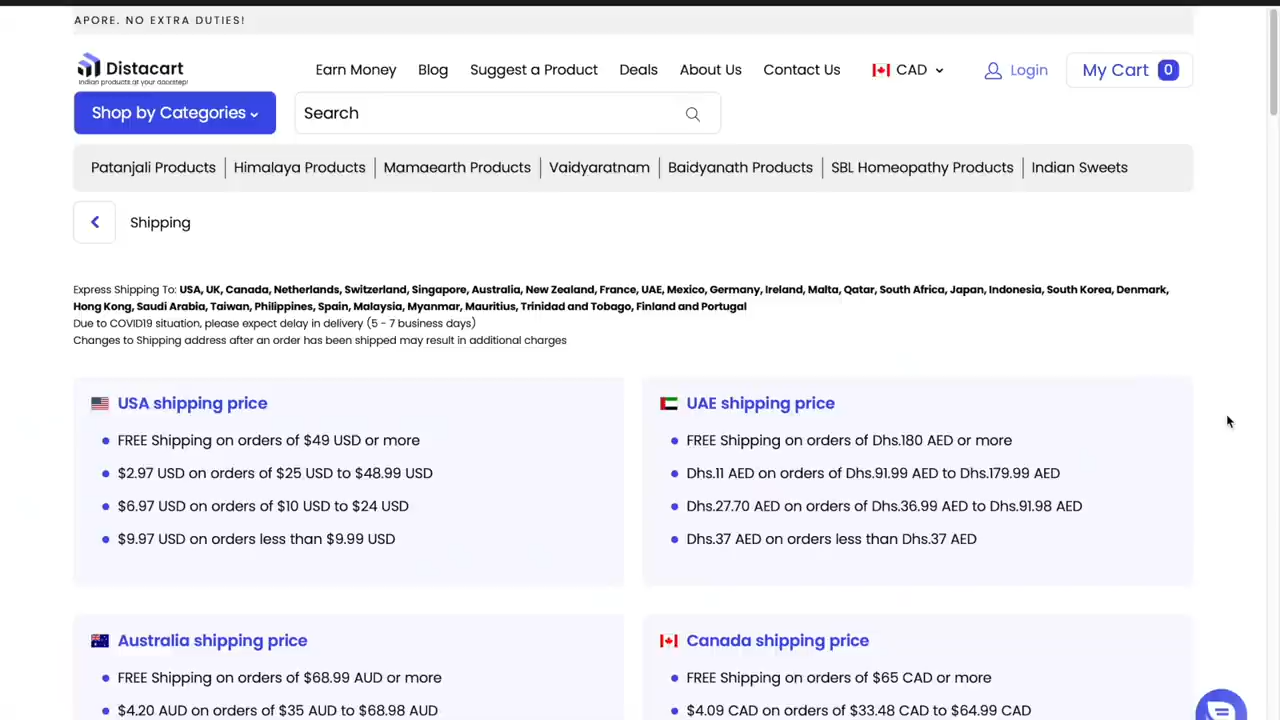 APORE. NO EXTRA DUTIES!
Distacart
Indian products at your doorstep!
Earn Money Blog Suggest a Product Deals About Us Contact Us CAD Login My Cart 0
Shop by Categories Search
Patanjali Products Himalaya Products Mamaearth Products Vaidyaratnam Baidyanath Products SBL Homeopathy Products Indian Sweets
Shipping
Express Shipping To: USA, UK, Canada, Netherlands, Switzerland, Singapore, Australia, New Zealand, France, UAE, Mexico, Germany, Ireland, Malta, Qatar, South Africa, Japan, Indonesia, South Korea, Denmark,
Hong Kong, Saudi Arabia, Taiwan, Philippines, Spain, Malaysia, Myanmar, Mauritius, Trinidad and Tobago, Finland and Portugal
Due to COVID19 situation, please expect delay in delivery (5 - 7 business days)
Changes to Shipping address after an order has been shipped may result in additional charges
USA shipping price
FREE Shipping on orders of $49 USD or more
$2.97 USD on orders of $25 USD to $48.99 USD
$6.97 USD on orders of $10 USD to $24 USD
$9.97 USD on orders less than $9.99 USD
UAE shipping price
FREE Shipping on orders of Dhs.180 AED or more
Dhs.11 AED on orders of Dhs.91.99 AED to Dhs.179.99 AED
Dhs.27.70 AED on orders of Dhs.36.99 AED to Dhs.91.98 AED
Dhs.37 AED on orders less than Dhs.37 AED
Australia shipping price
FREE Shipping on orders of $68.99 AUD or more
$4.20 AUD on orders of $35 AUD to $68.98 AUD
Canada shipping price
FREE Shipping on orders of $65 CAD or more
$4.09 CAD on orders of $33.48 CAD to $64.99 CAD